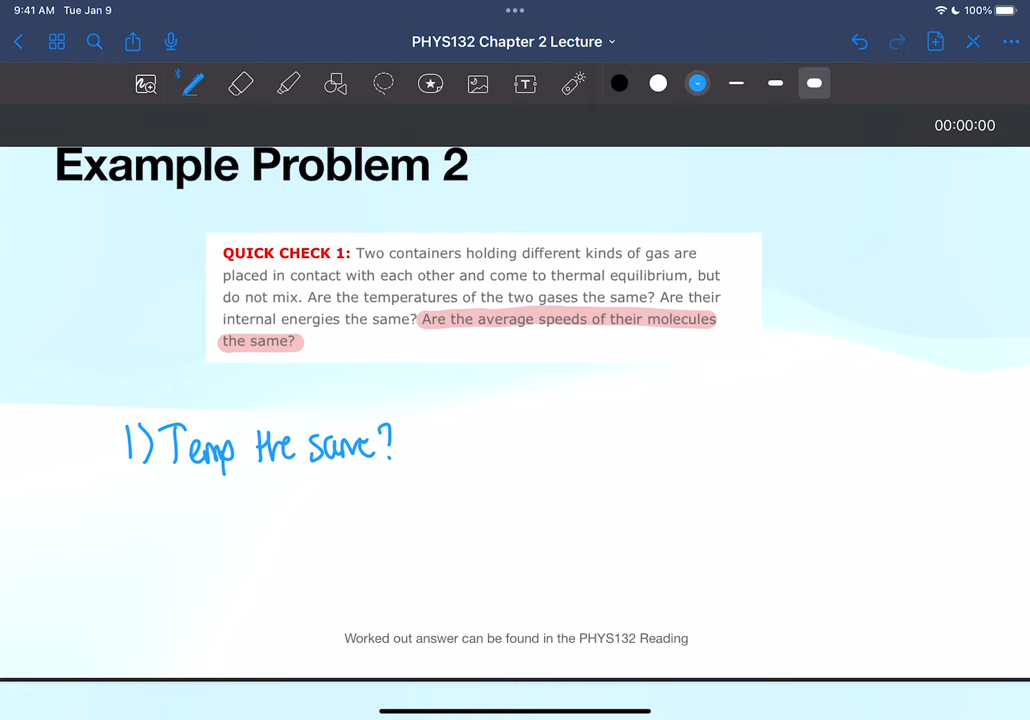 9:41 AM Tue Jan 9
100%
PHYS132 Chapter 2 Lecture
T
00:00:00
Example Problem 2
QUICK CHECK 1: Two containers holding different kinds of gas are
placed in contact with each other and come to thermal equilibrium, but
do not mix. Are the temperatures of the two gases the same? Are their
internal energies the same? Are the average speeds of their molecules
the same?
1) Temp the same?
Worked out answer can be found in the PHYS132 Reading